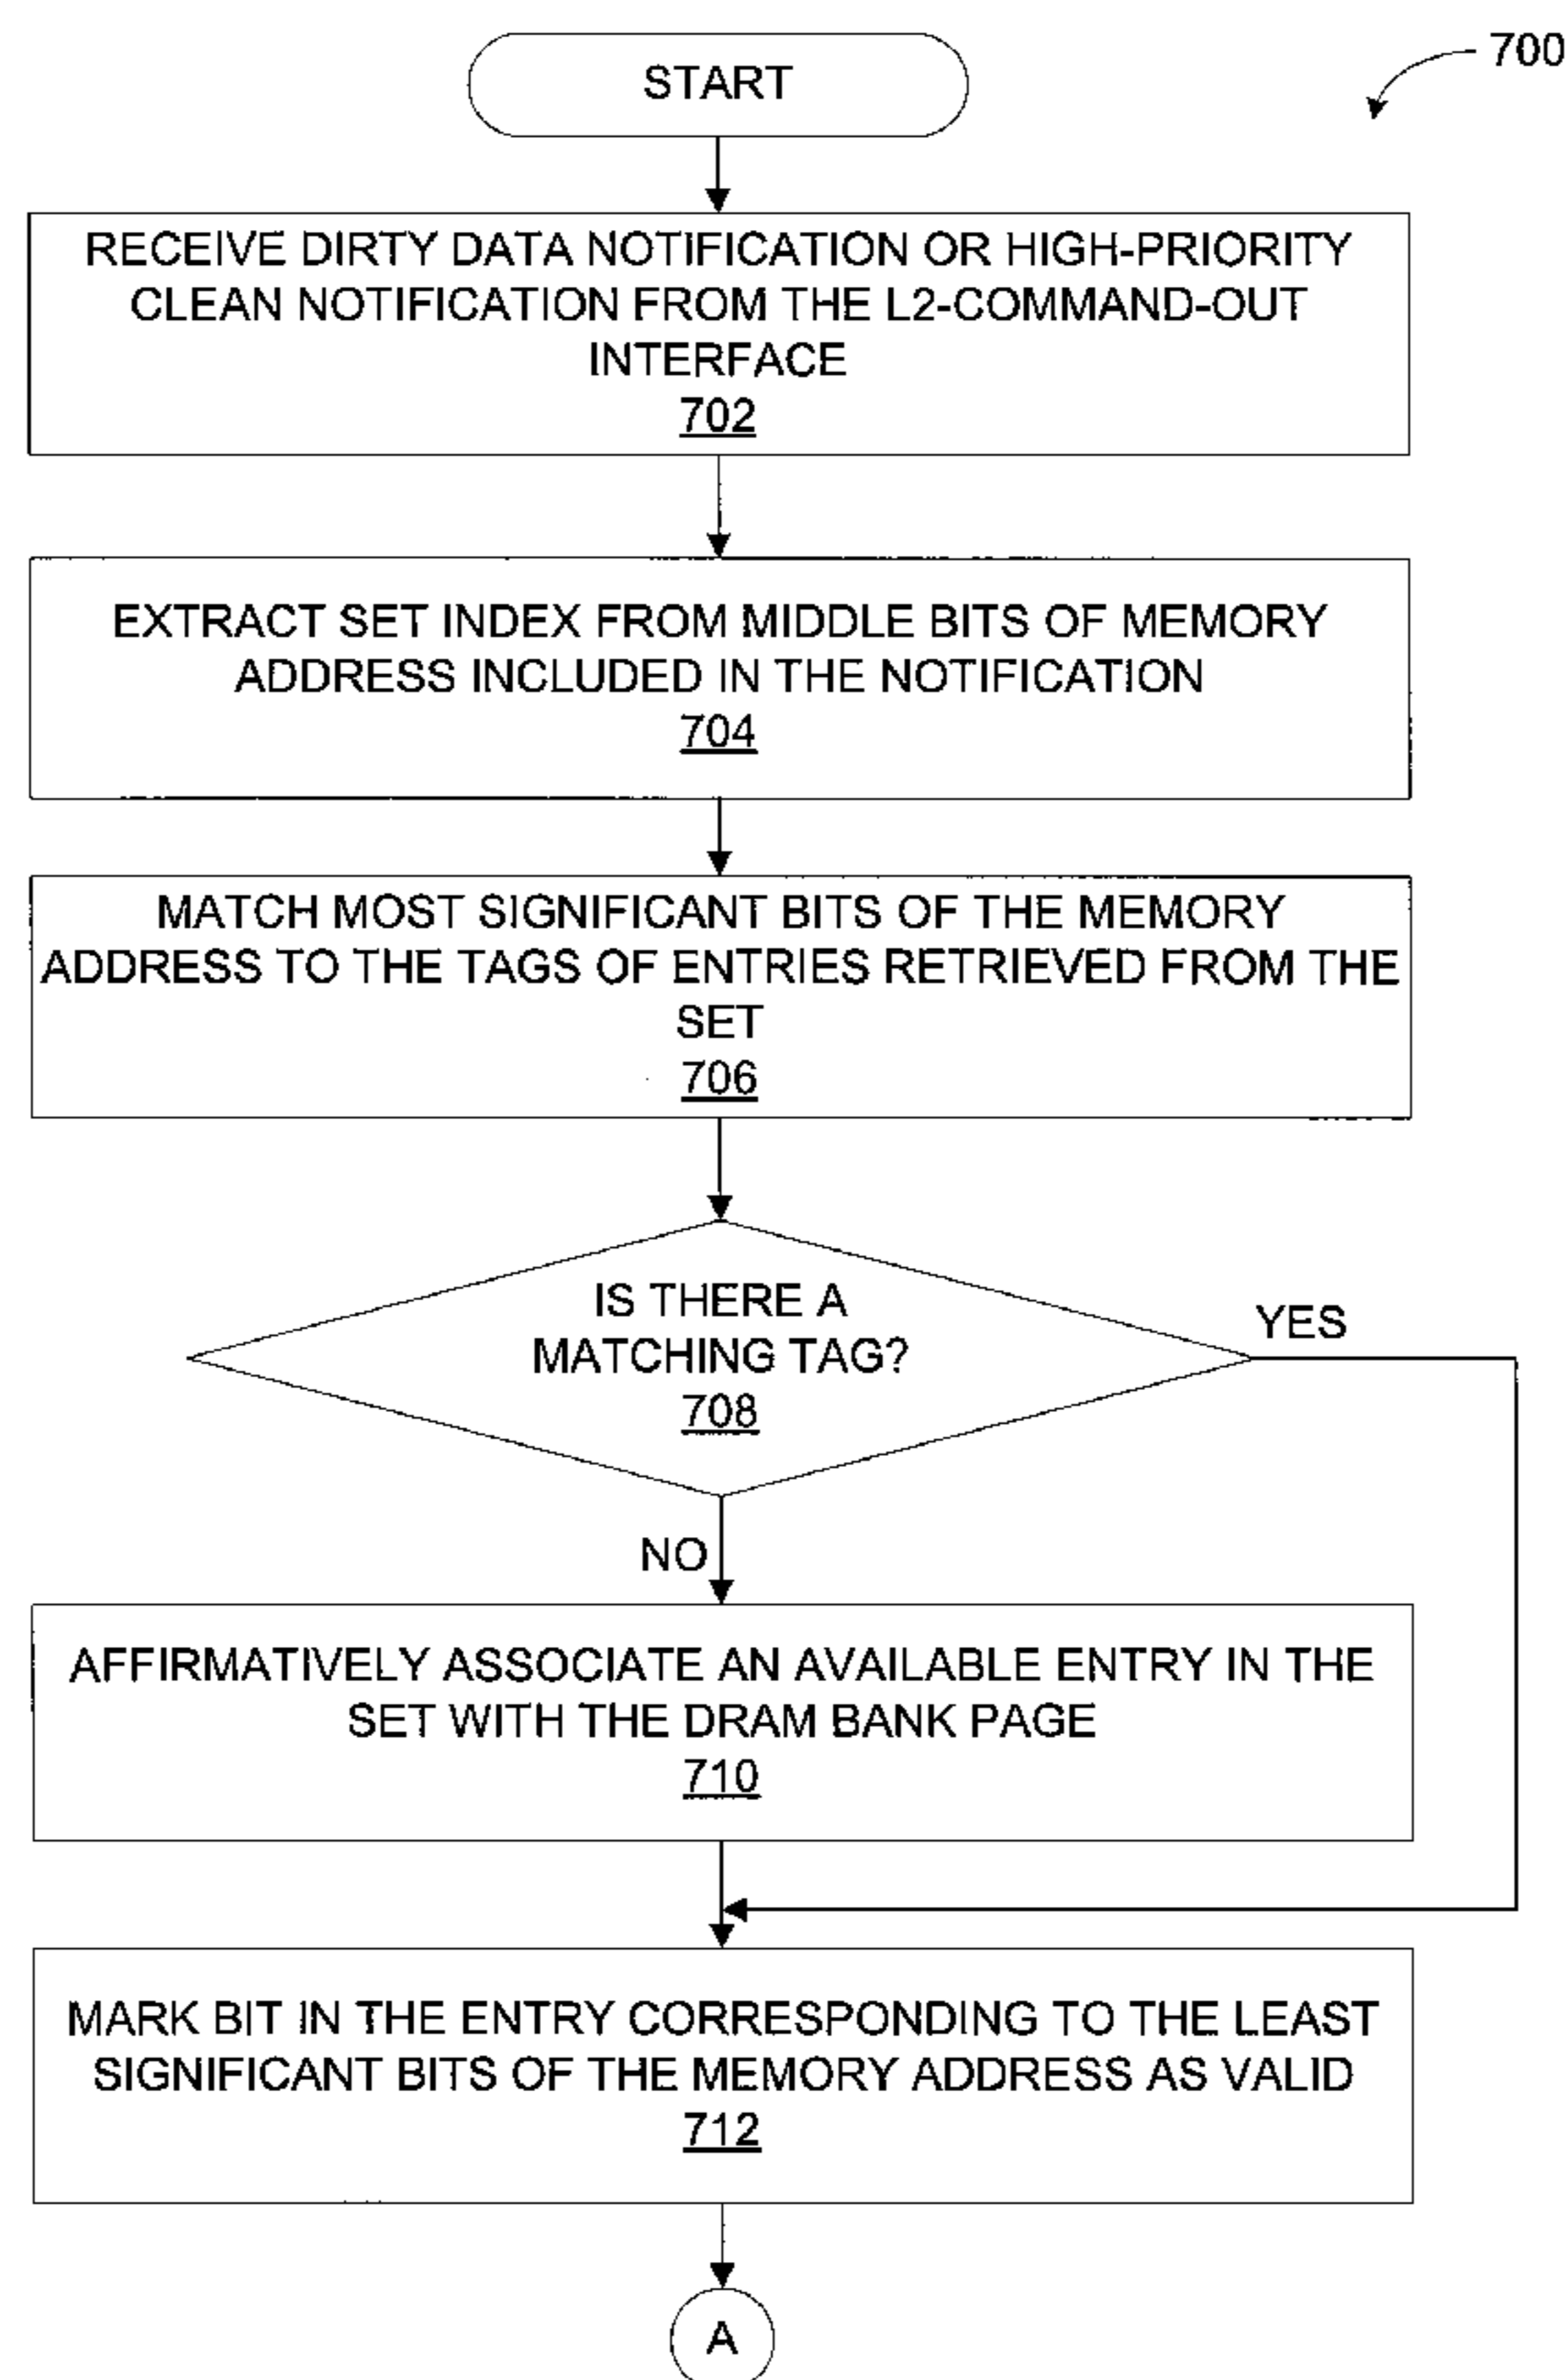 START
700
RECEIVE DIRTY DATA NOTIFICATION OR HIGH-PRIORITY
CLEAN NOTIFICATION FROM THE L2-COMMAND-OUT
INTERFACE
702
EXTRACT SET INDEX FROM MIDDLE BITS OF MEMORY
ADDRESS INCLUDED IN THE NOTIFICATION
704
MATCH MOST SIGNIFICANT BITS OF THE MEMORY
ADDRESS TO THE TAGS OF ENTRIES RETRIEVED FROM THE
SET
706
IS THERE A
MATCHING TAG?
708
YES
NO
AFFIRMATIVELY ASSOCIATE AN AVAILABLE ENTRY IN THE
SET WITH THE DRAM BANK PAGE
710
MARK BIT IN THE ENTRY CORRESPONDING TO THE LEAST
SIGNIFICANT BITS OF THE MEMORY ADDRESS AS VALID
712
A